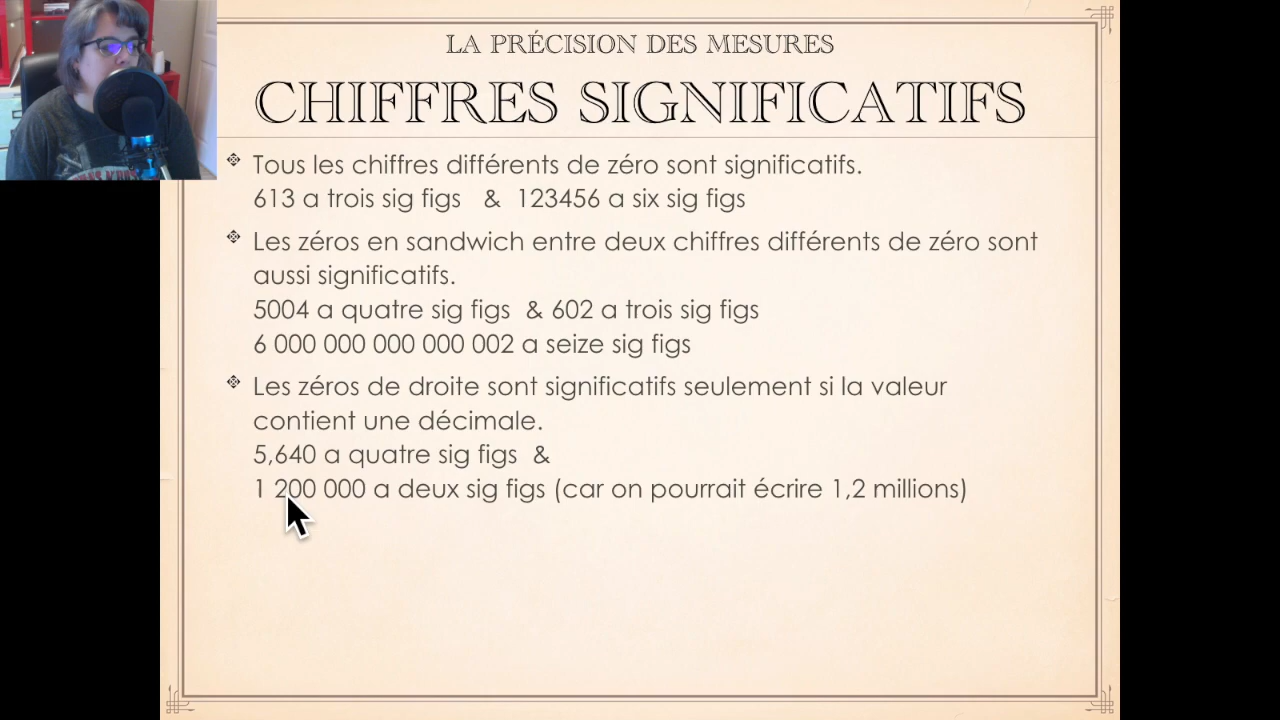 LA PRÉCISION DES MESURES
CHIFFRES SIGNIFICATIFS
Tous les chiffres différents de zéro sont significatifs.
613 a trois sig figs & 123456 a six sig figs
Les zéros en sandwich entre deux chiffres différents de zéro sont
aussi significatifs.
5004 a quatre sig figs & 602 a trois sig figs
6 000 000 000 000 002 a seize sig figs
Les zéros de droite sont significatifs seulement si la valeur
contient une décimale.
5,640 a quatre sig figs &
1 200 000 a deux sig figs (car on pourrait écrire 1,2 millions)